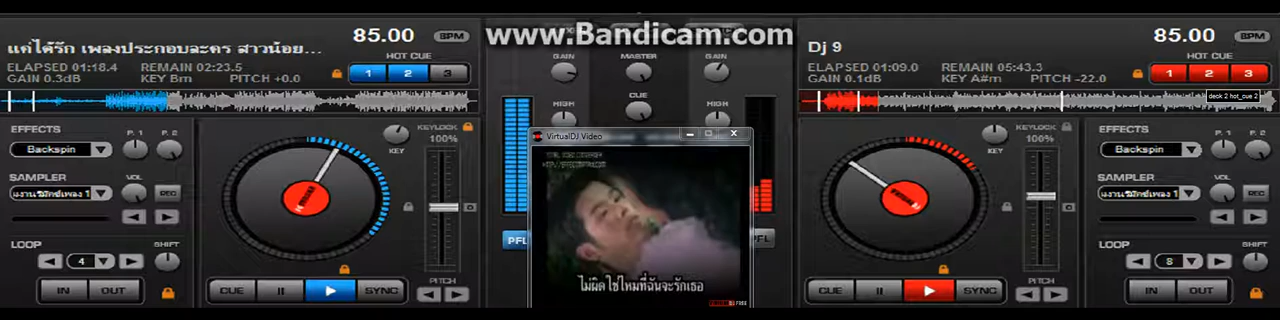 www.Bandicam.com
แค่ได้รัก เพลงประกอบละคร สาวน้อย...
85.00
BPM
ELAPSED 01:18.4
REMAIN 02:23.5
HOT CUE
GAIN 0.3dB
KEY Bm
PITCH +0.0
1
2
3
EFFECTS
P. 1
P. 2
Backspin
SAMPLER
VOL
REC
LOOP
SHIFT
4
IN
OUT
KEYLOCK
100%
KEY
PITCH
CUE
SYNC
GAIN
MASTER
GAIN
CUE
HIGH
HIGH
PFL
VirtualDJ Video
ไม่ผิดใช่ไหมที่ฉันจะรักเธอ
Dj 9
85.00
BPM
ELAPSED 01:09.0
REMAIN 05:43.3
HOT CUE
GAIN 0.1dB
KEY A#m
PITCH -22.0
1
2
3
deck 2 hot_cue 2
KEYLOCK
100%
KEY
PITCH
CUE
SYNC
EFFECTS
P. 1
P. 2
Backspin
SAMPLER
VOL
REC
LOOP
SHIFT
8
IN
OUT